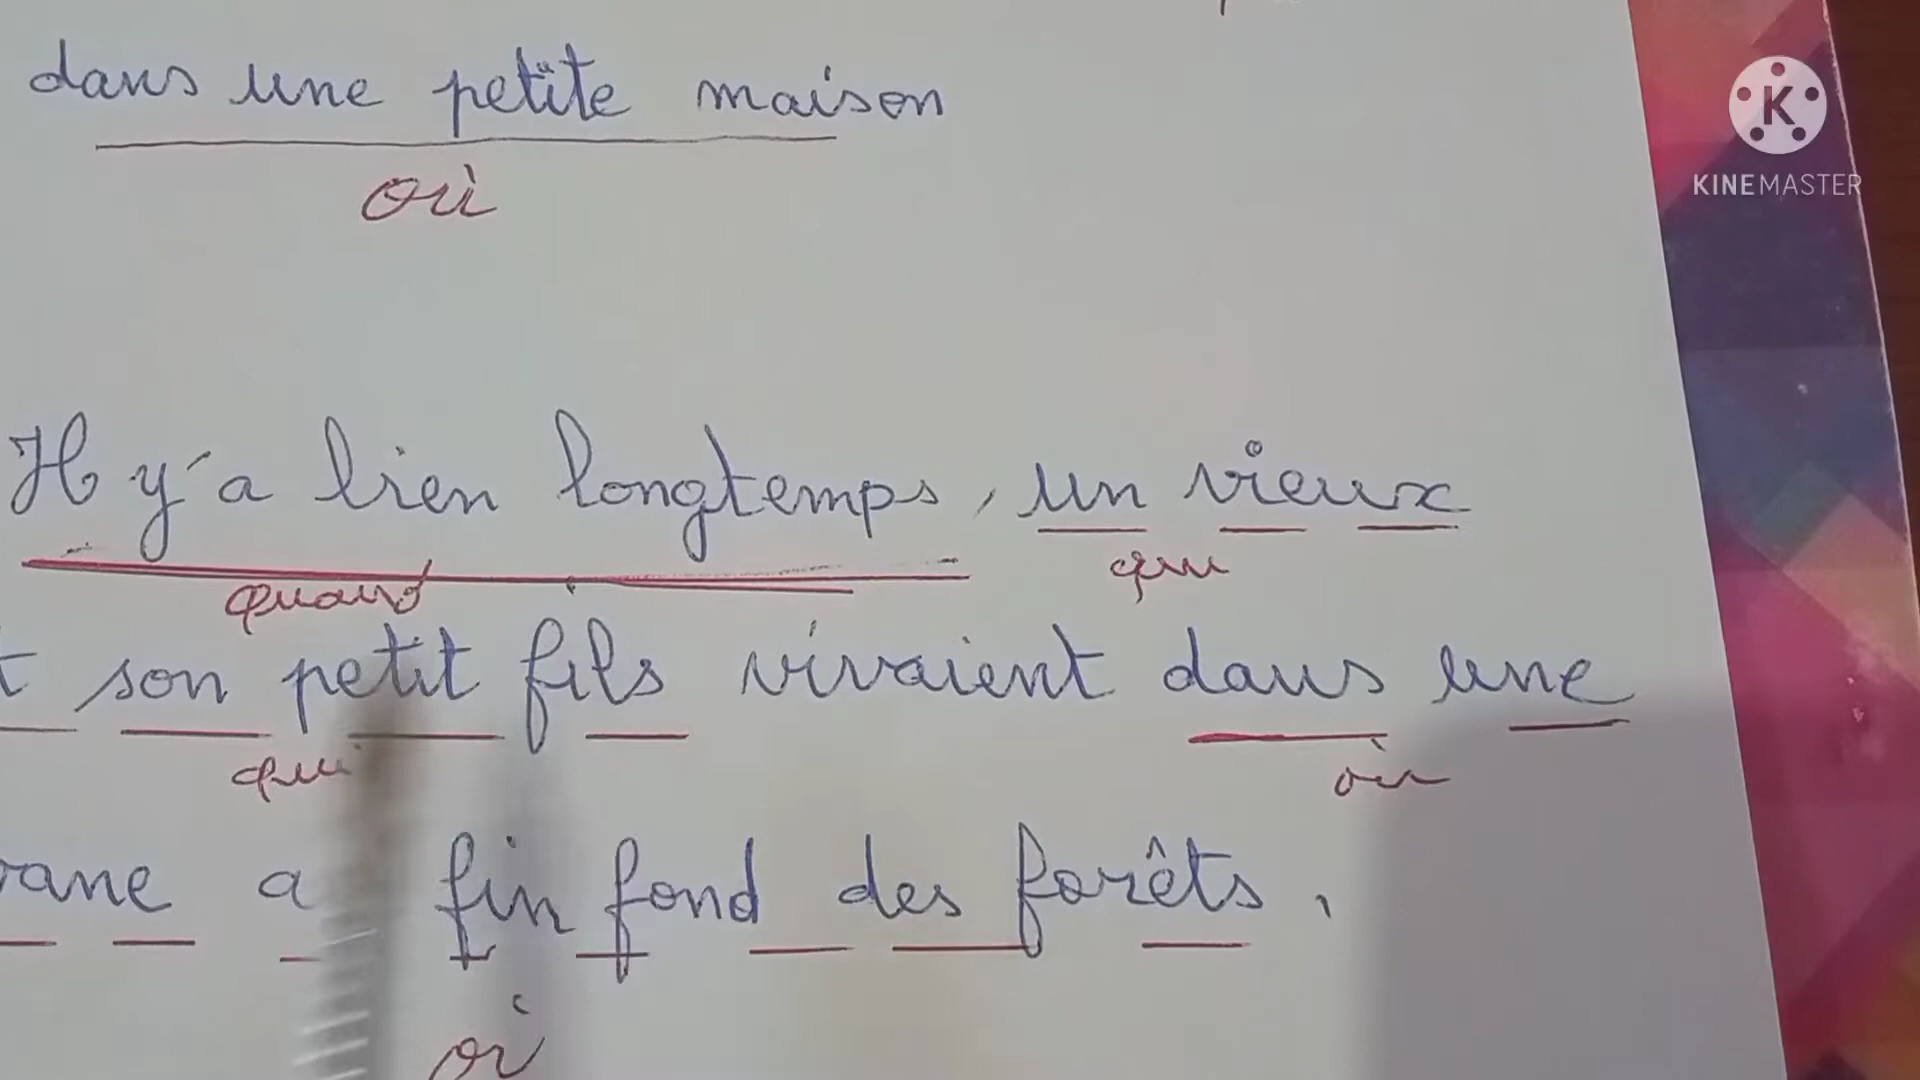 dans une petite maison
où
KINEMASTER
Il y'a bien longtemps, un vieux
quand qui
son petit fils vivaient dans une
qui où
fin fond des forêts.
où